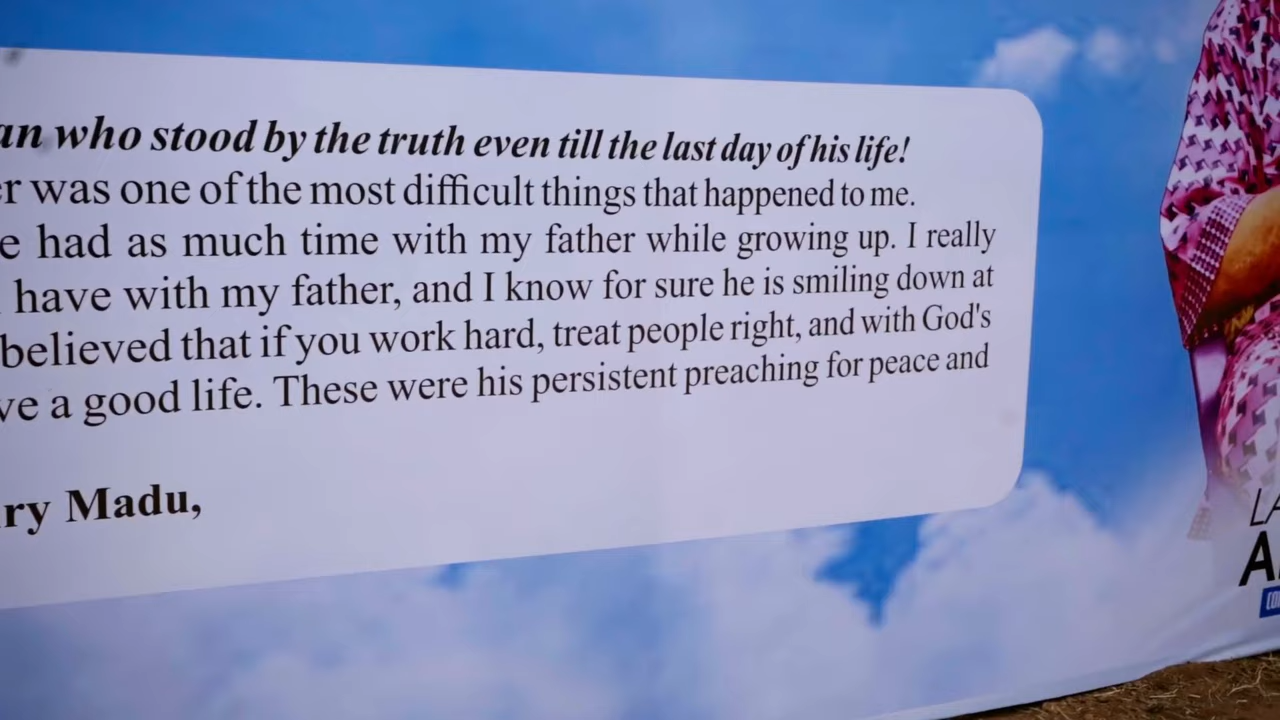 an who stood by the truth even till the last day of his life!
er was one of the most difficult things that happened to me.
e had as much time with my father while growing up. I really
have with my father, and I know for sure he is smiling down at
believed that if you work hard, treat people right, and with God's
ve a good life. These were his persistent preaching for peace and
ry Madu,
LA
A